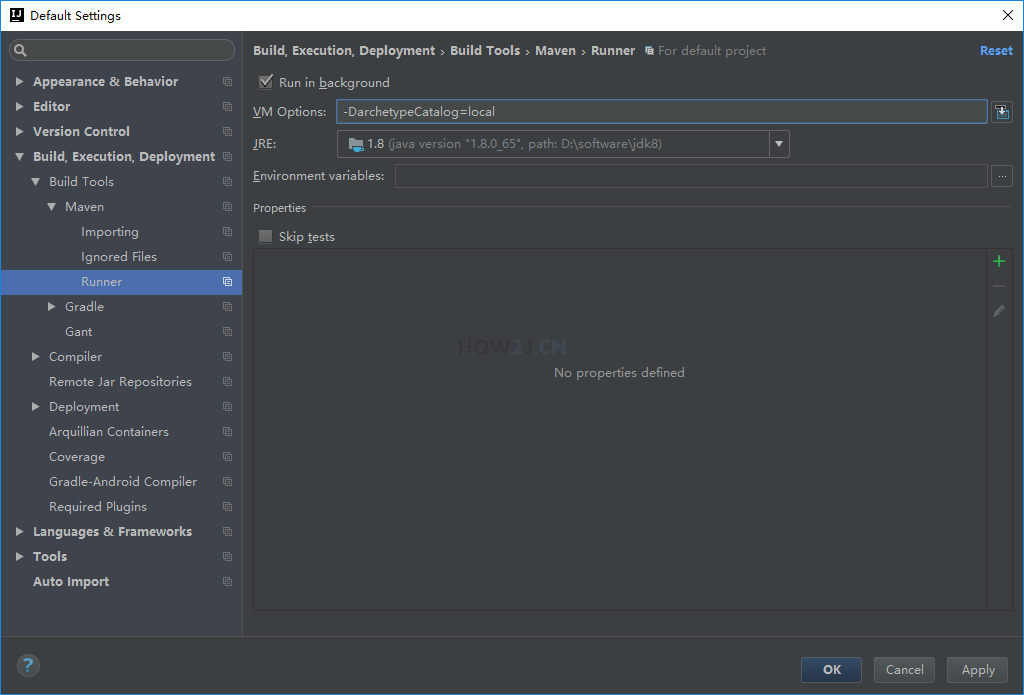 IJ Default Settings
Build, Execution, Deployment › Build Tools › Maven › Runner For default project Reset
Appearance & Behavior
Editor
Version Control
Build, Execution, Deployment
Build Tools
Maven
Importing
Ignored Files
Runner
Gradle
Gant
Compiler
Remote Jar Repositories
Deployment
Arquillian Containers
Coverage
Gradle-Android Compiler
Required Plugins
Languages & Frameworks
Tools
Auto Import
Run in background
VM Options: -DarchetypeCatalog=local
JRE: 1.8 (java version "1.8.0_65", path: D:\software\jdk8)
Environment variables: ...
Properties
Skip tests
HOW2J.CN
No properties defined
? OK Cancel Apply